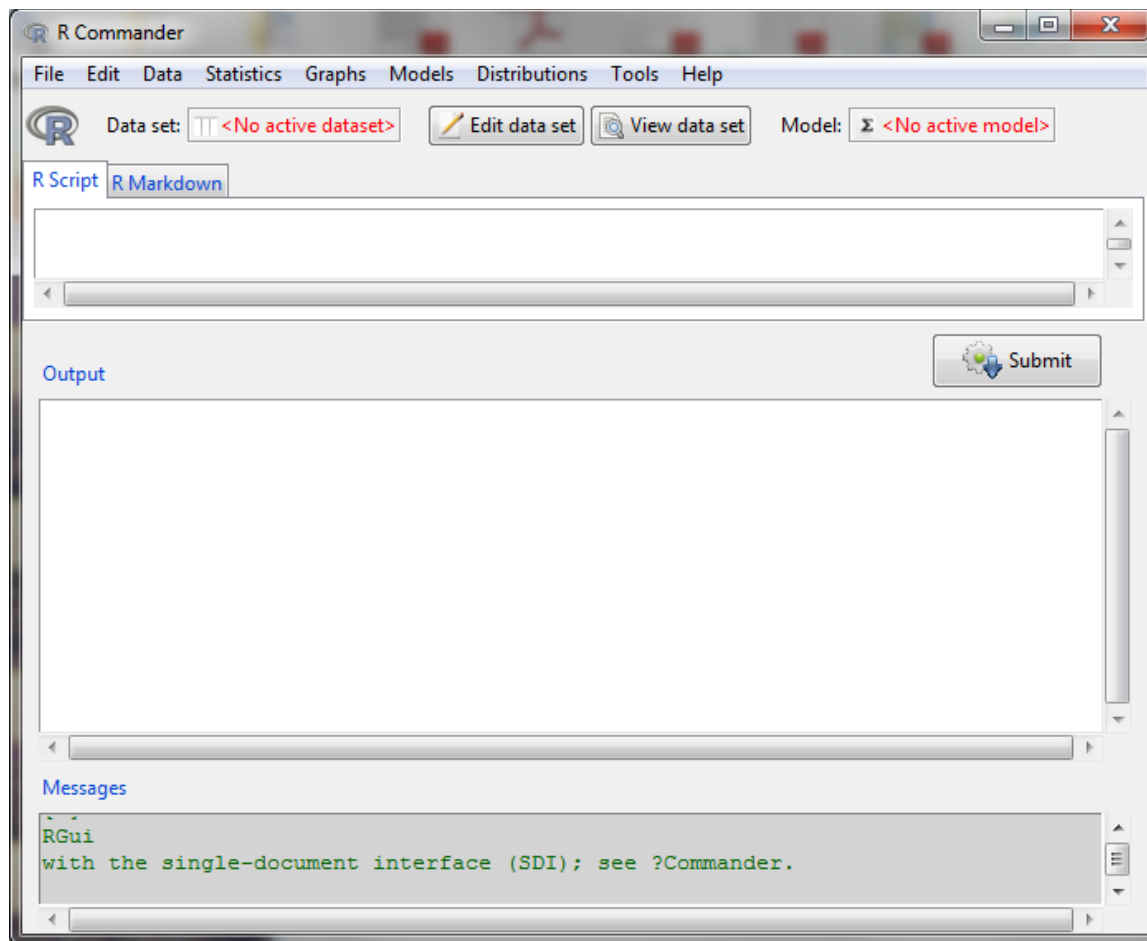 R Commander
File Edit Data Statistics Graphs Models Distributions Tools Help
R Data set: <No active dataset> Edit data set View data set Model: Σ <No active model>
R Script R Markdown
Submit
Output
Messages
RGui
with the single-document interface (SDI); see ?Commander.